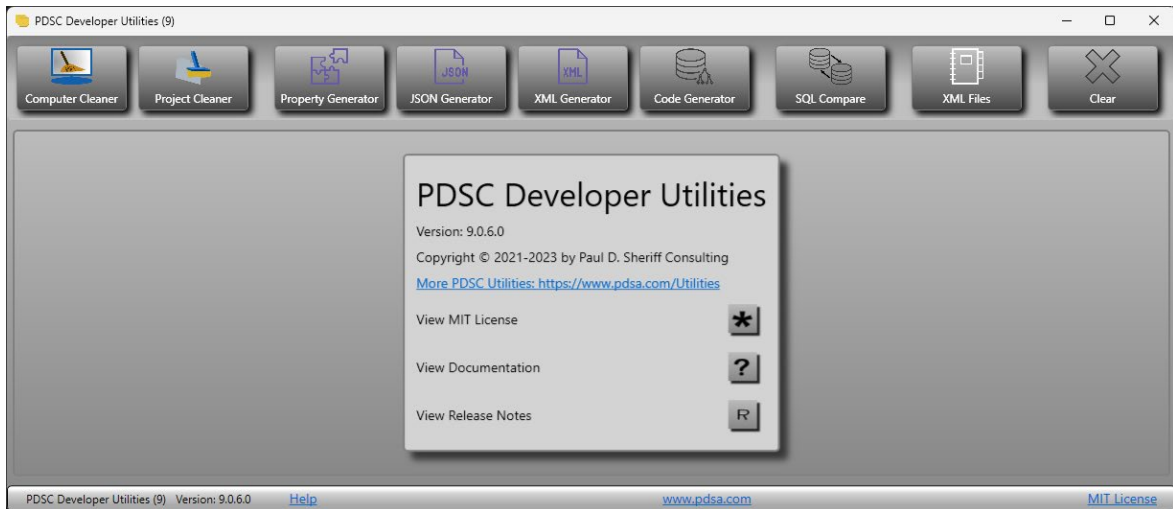 PDSC Developer Utilities (9)
Computer Cleaner
Project Cleaner
Property Generator
JSON
JSON Generator
XML
XML Generator
Code Generator
SQL Compare
XML Files
Clear
PDSC Developer Utilities
Version: 9.0.6.0
Copyright © 2021-2023 by Paul D. Sheriff Consulting
More PDSC Utilities: https://www.pdsa.com/Utilities
View MIT License
*
View Documentation
?
View Release Notes
R
PDSC Developer Utilities (9) Version: 9.0.6.0 Help www.pdsa.com MIT License